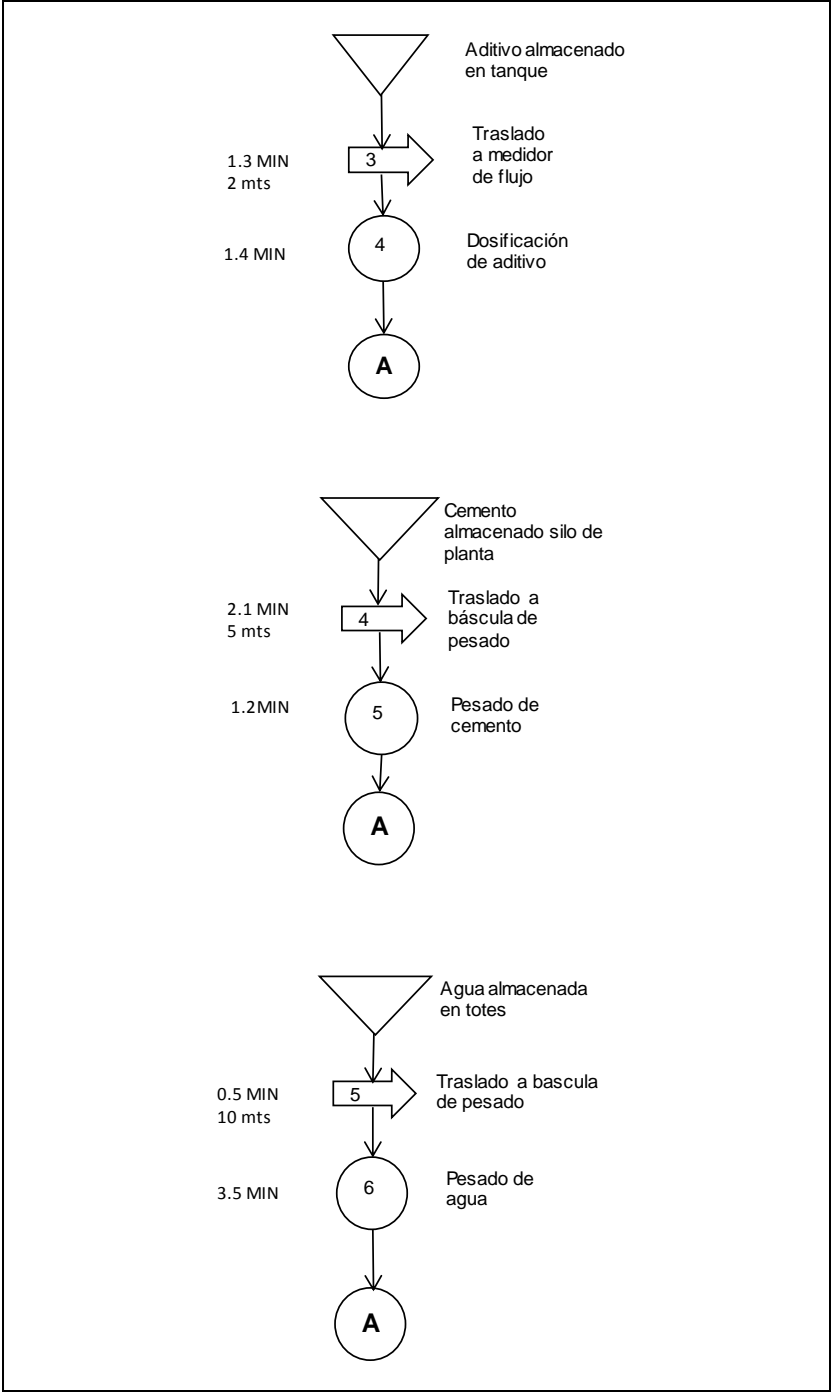 Aditivo almacenado
en tanque
1.3 MIN
2 mts
3
Traslado
a medidor
de flujo
1.4 MIN
4
Dosificación
de aditivo
A
Cemento
almacenado silo de
planta
2.1 MIN
5 mts
4
Traslado a
báscula de
pesado
1.2MIN
5
Pesado de
cemento
A
Agua almacenada
en totes
0.5 MIN
10 mts
5
Traslado a bascula
de pesado
3.5 MIN
6
Pesado de
agua
A